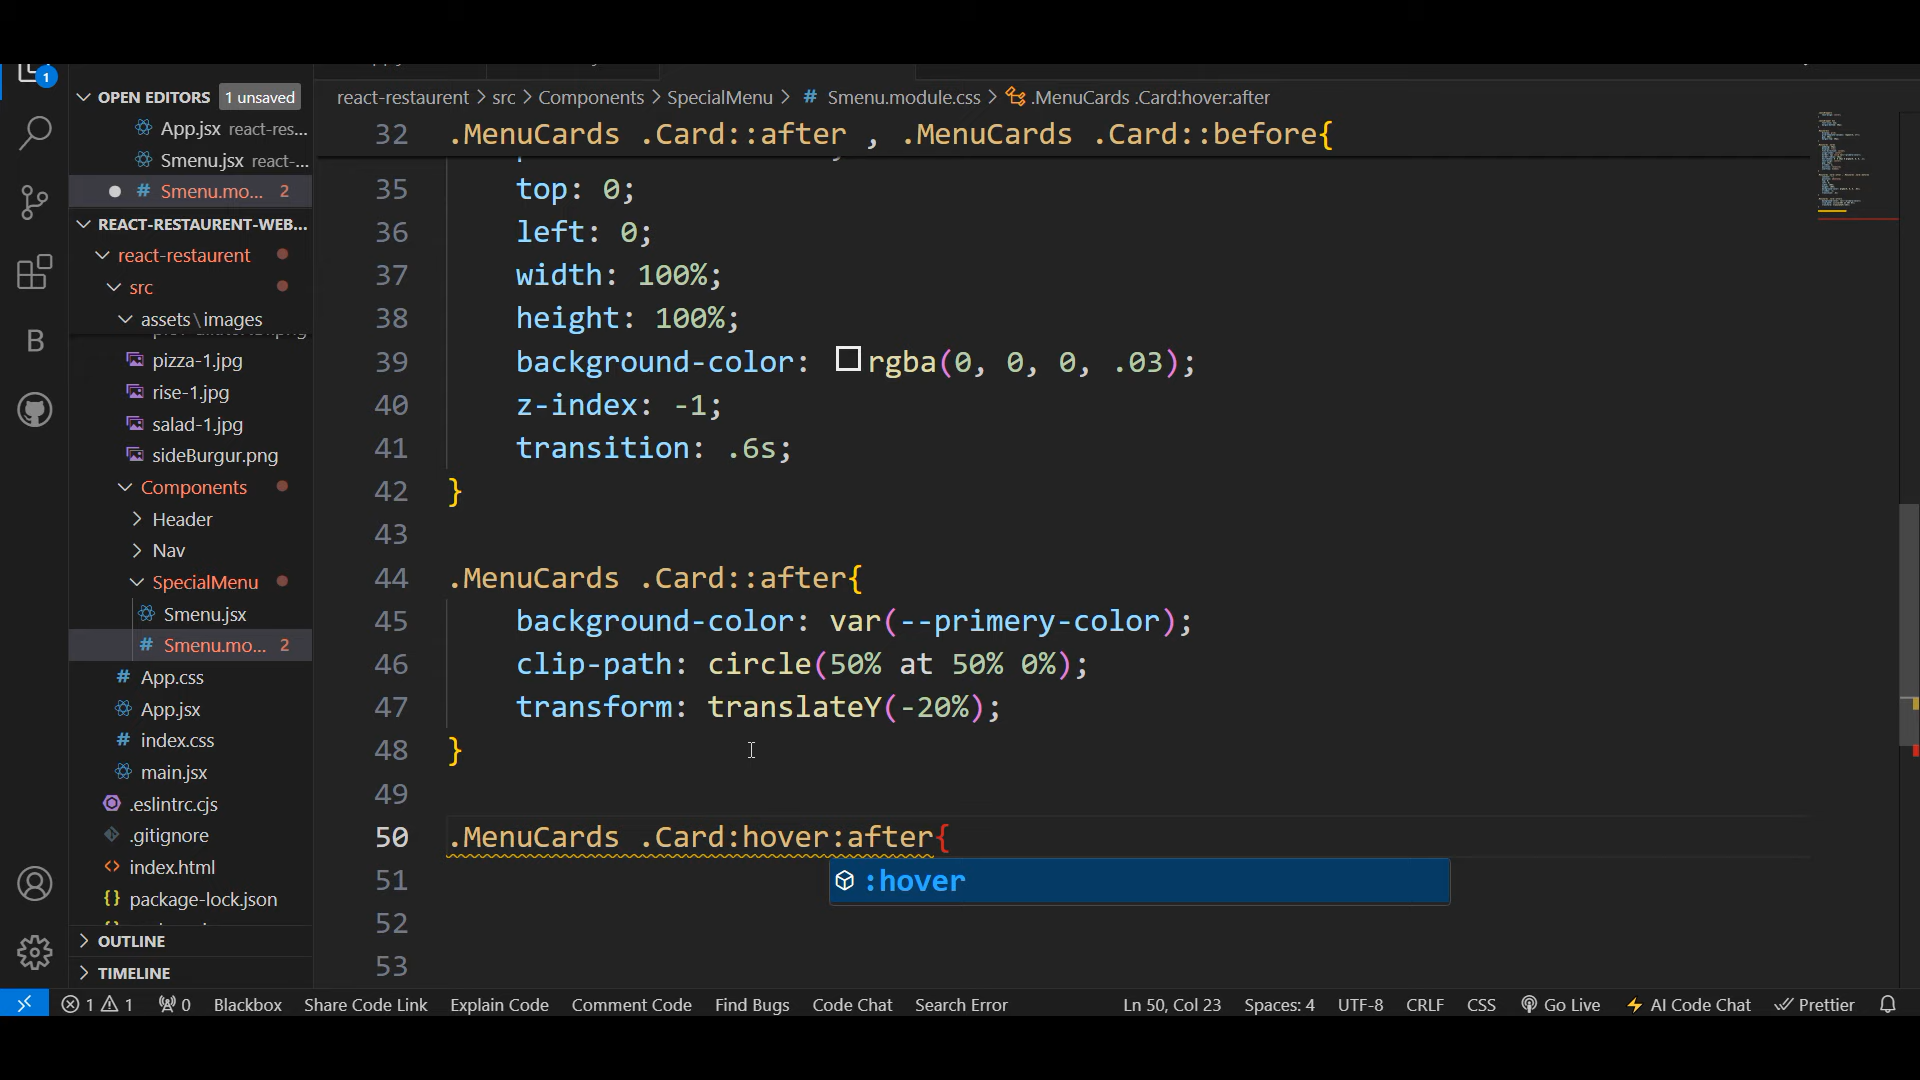 1
OPEN EDITORS 1 unsaved
App.jsx react-res...
Smenu.jsx react-...
Smenu.mo... 2
REACT-RESTAURENT-WEB...
react-restaurent
src
assets\images
pizza-1.jpg
rise-1.jpg
salad-1.jpg
sideBurgur.png
Components
Header
Nav
SpecialMenu
Smenu.jsx
Smenu.mo... 2
App.css
App.jsx
index.css
main.jsx
.eslintrc.cjs
.gitignore
index.html
package-lock.json
OUTLINE
TIMELINE
react-restaurent > src > Components > SpecialMenu > # Smenu.module.css > .MenuCards .Card:hover:after
32 .MenuCards .Card::after , .MenuCards .Card::before{
35 top: 0;
36 left: 0;
37 width: 100%;
38 height: 100%;
39 background-color: rgba(0, 0, 0, .03);
40 z-index: -1;
41 transition: .6s;
42 }
43
44 .MenuCards .Card::after{
45 background-color: var(--primery-color);
46 clip-path: circle(50% at 50% 0%);
47 transform: translateY(-20%);
48 }
49
50 .MenuCards .Card:hover:after{
51 :hover
52
53
1 1 0 Blackbox Share Code Link Explain Code Comment Code Find Bugs Code Chat Search Error Ln 50, Col 23 Spaces: 4 UTF-8 CRLF CSS Go Live AI Code Chat Prettier